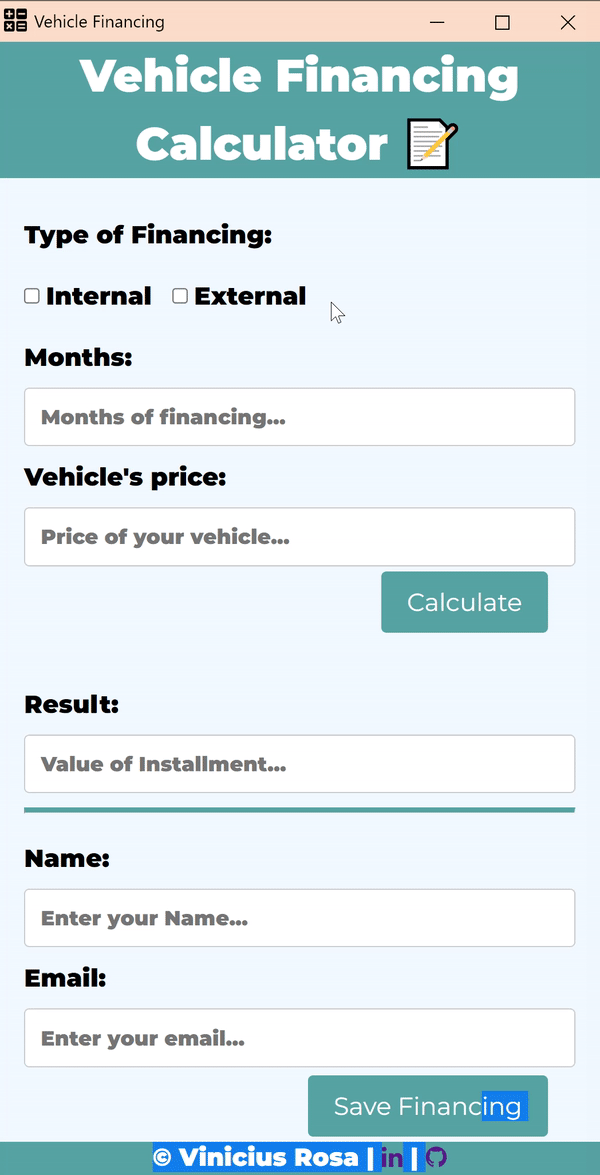 Vehicle Financing
Vehicle Financing
Calculator
Type of Financing:
Internal External
Months:
Months of financing...
Vehicle's price:
Price of your vehicle...
Calculate
Result:
Value of Installment...
Name:
Enter your Name...
Email:
Enter your email...
Save Financing
© Vinicius Rosa | in |